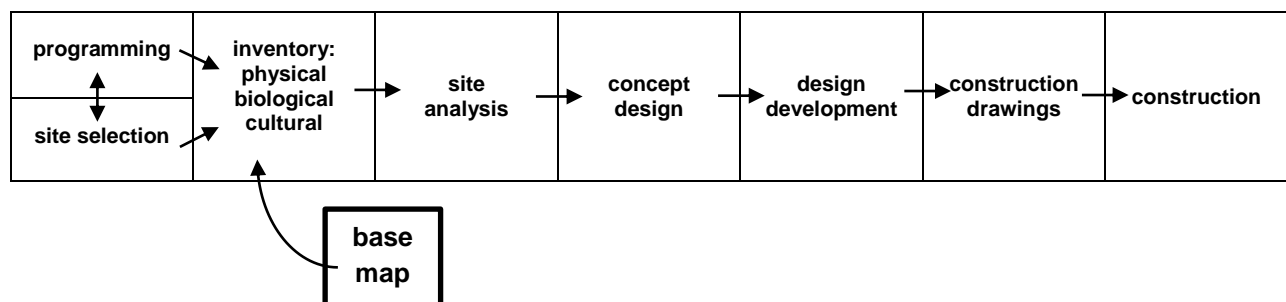 programming
site selection
inventory:
physical
biological
cultural
site
analysis
concept
design
design
development
construction
drawings
construction
base
map